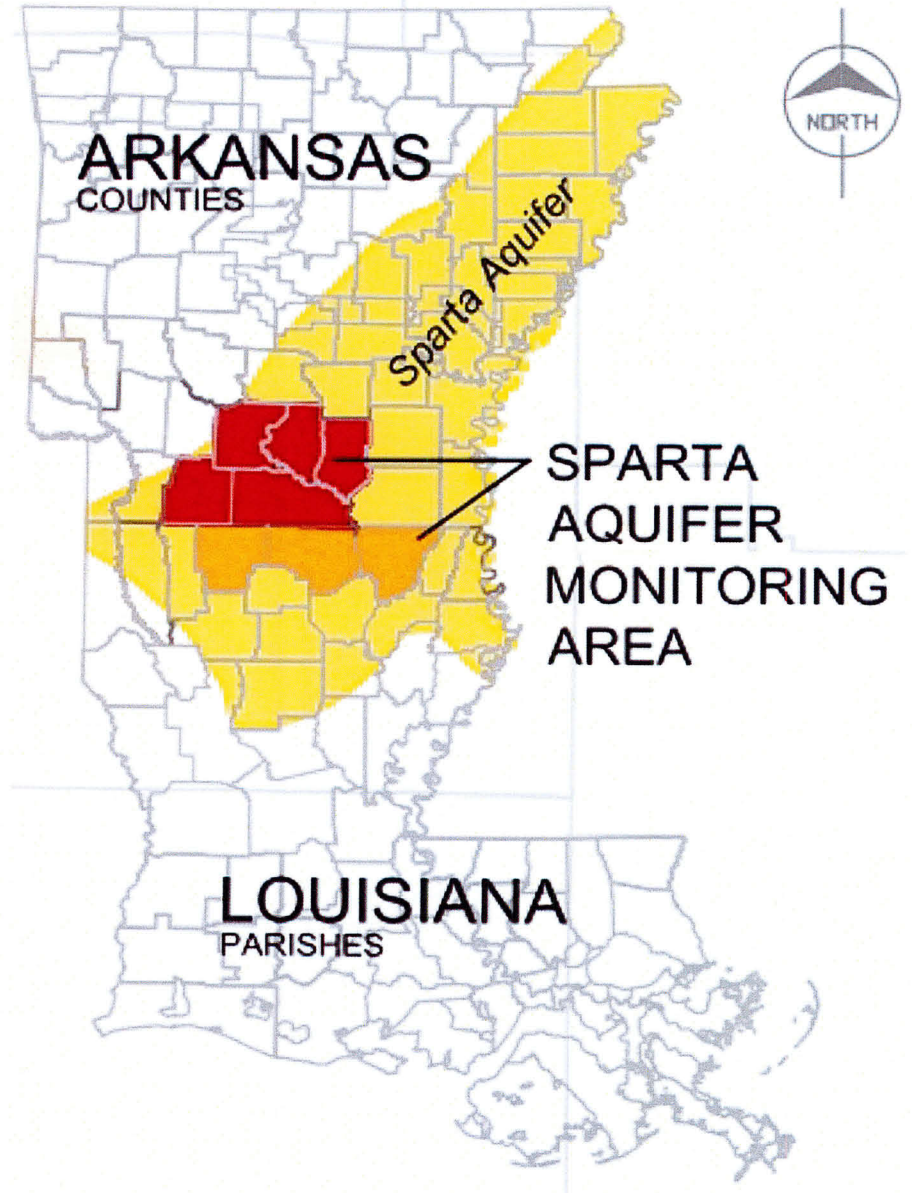 NORTH
ARKANSAS
COUNTIES
Sparta Aquifer
SPARTA
AQUIFER
MONITORING
AREA
LOUISIANA
PARISHES